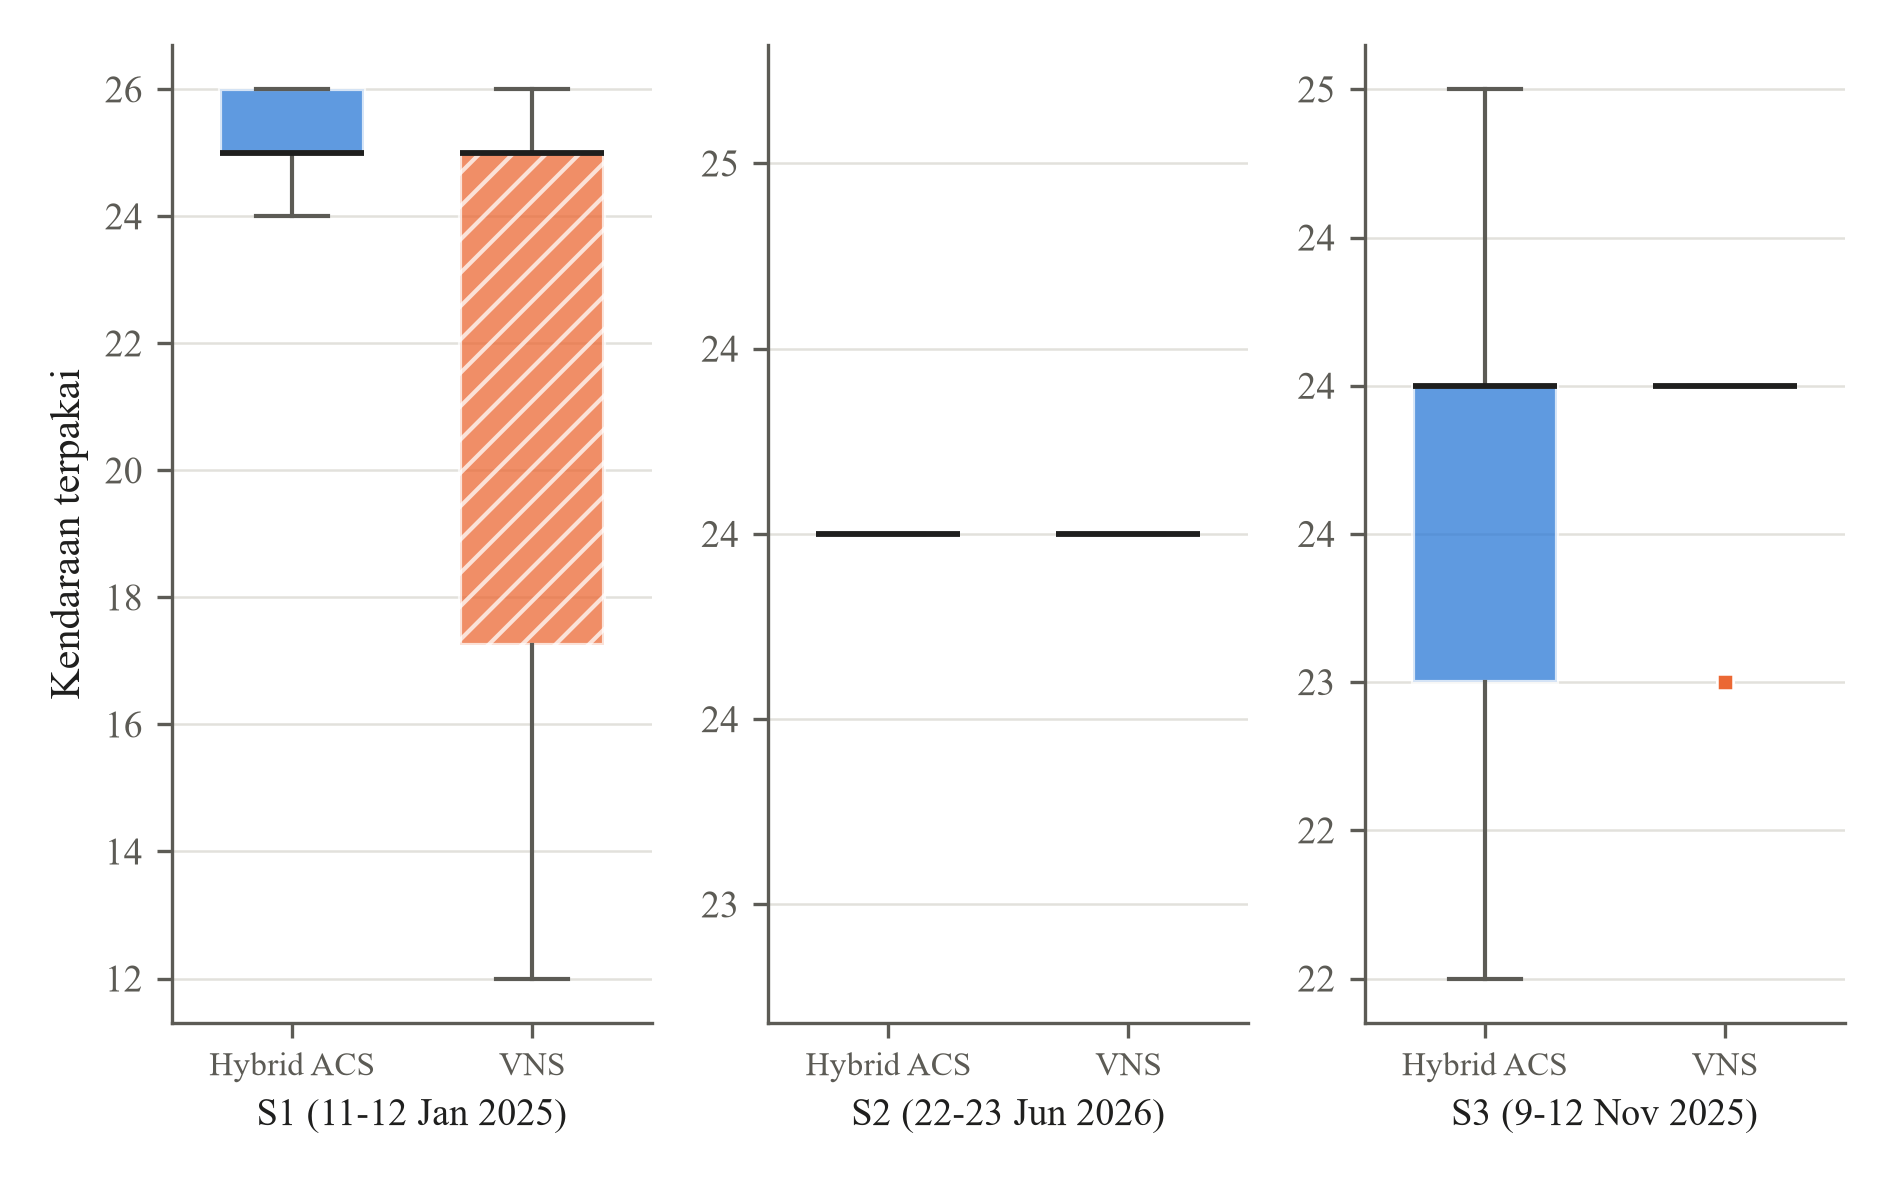 Kendaraan terpakai
26
24
22
20
18
16
14
12
Hybrid ACS
VNS
S1 (11-12 Jan 2025)
25
24
24
24
23
Hybrid ACS
VNS
S2 (22-23 Jun 2026)
25
24
24
24
23
22
22
Hybrid ACS
VNS
S3 (9-12 Nov 2025)